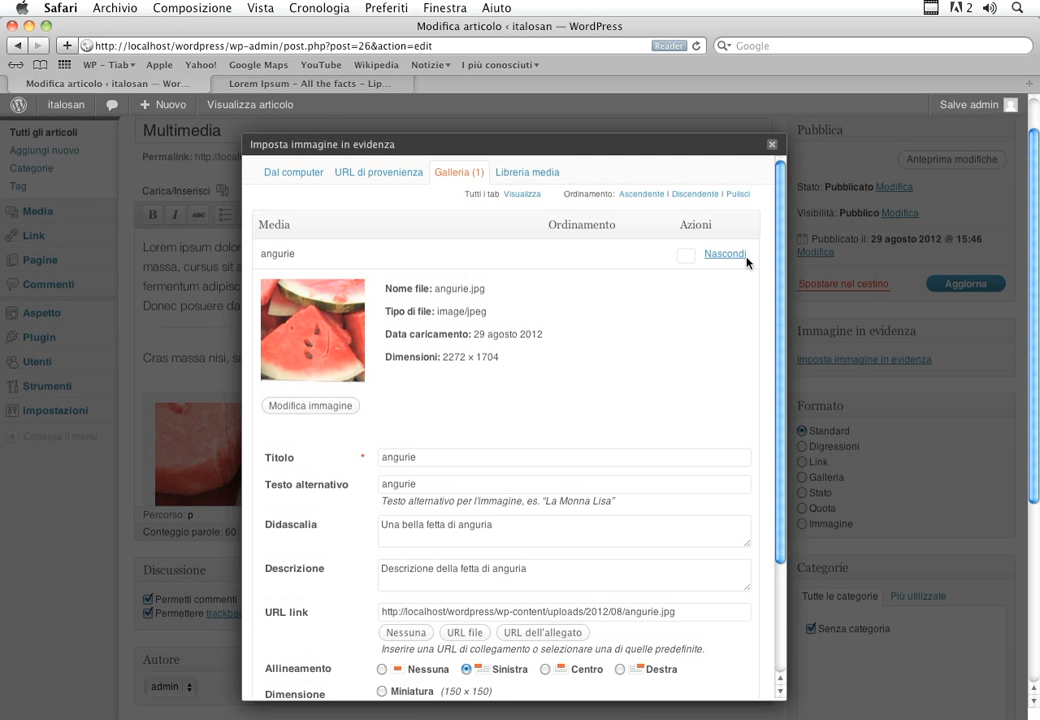 Safari Archivio Composizione Vista Cronologia Preferiti Finestra Aiuto
A 2
Modifica articolo ‹ italosan — WordPress
http://localhost/wordpress/wp-admin/post.php?post=26&action=edit
Reader
Google
WP – Tia Apple Yahoo! Google Maps YouTube Wikipedia Notizie I più conosciuti
Modifica articolo ‹ italosan — Wor...
Lorem Ipsum – All the facts – Lip...
italosan
Nuovo
Visualizza articolo
Salve admin
Tutti gli articoli
Aggiungi nuovo
Categorie
Tag
Media
Link
Pagine
Commenti
Aspetto
Plugin
Utenti
Strumenti
Impostazioni
Collassa il menu
Multimedia
Permalink: http://local
Carica/Inserisci
B I ABC
Lorem ipsum dolor
massa, cursus sit a
fermentum adipisc
Donec posuere da
Cras massa nisi, sa
Percorso: p
Conteggio parole: 60
Discussione
Permetti commenti
Permettere trackba
Autore
admin
Imposta immagine in evidenza
Dal computer
URL di provenienza
Galleria (1)
Libreria media
Tutti i tab Visualizza
Ordinamento: Ascendente | Discendente | Pulisci
Media Ordinamento Azioni
angurie
Nascondi
Nome file: angurie.jpg
Tipo di file: image/jpeg
Data caricamento: 29 agosto 2012
Dimensioni: 2272 × 1704
Modifica immagine
Titolo * angurie
Testo alternativo angurie
Testo alternativo per l'immagine, es. “La Monna Lisa”
Didascalia Una bella fetta di anguria
Descrizione Descrizione della fetta di anguria
URL link http://localhost/wordpress/wp-content/uploads/2012/08/angurie.jpg
Nessuna URL file URL dell'allegato
Inserire una URL di collegamento o selezionare una di quelle predefinite.
Allineamento Nessuna Sinistra Centro Destra
Dimensione Miniatura (150 × 150)
Pubblica
Anteprima modifiche
Stato: Pubblicato Modifica
Visibilità: Pubblico Modifica
Pubblicato il: 29 agosto 2012 @ 15:46
Modifica
Spostare nel cestino
Aggiorna
Immagine in evidenza
Imposta immagine in evidenza
Formato
Standard
Digressioni
Link
Galleria
Stato
Quota
Immagine
Categorie
Tutte le categorie
Più utilizzate
Senza categoria